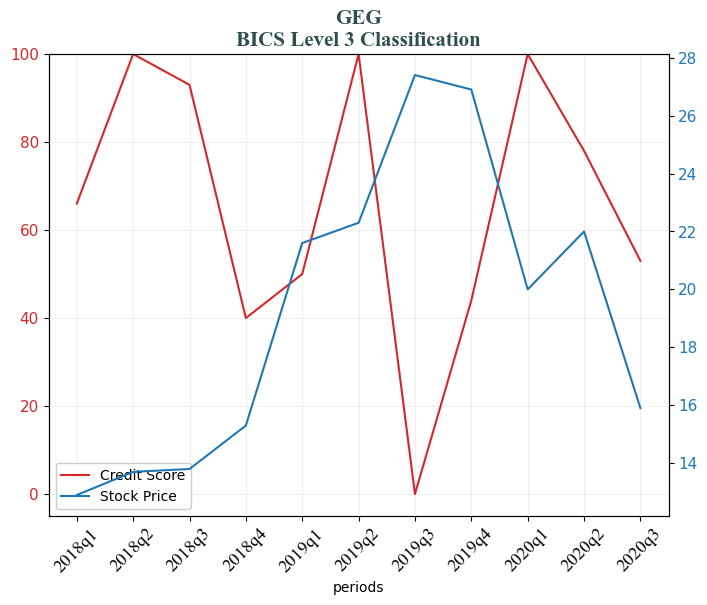 GEG
BICS Level 3 Classification
100
80
60
40
20
0
28
26
24
22
20
18
16
14
Credit Score
Stock Price
2018q1
2018q2
2018q3
2018q4
2019q1
2019q2
2019q3
2019q4
2020q1
2020q2
2020q3
periods